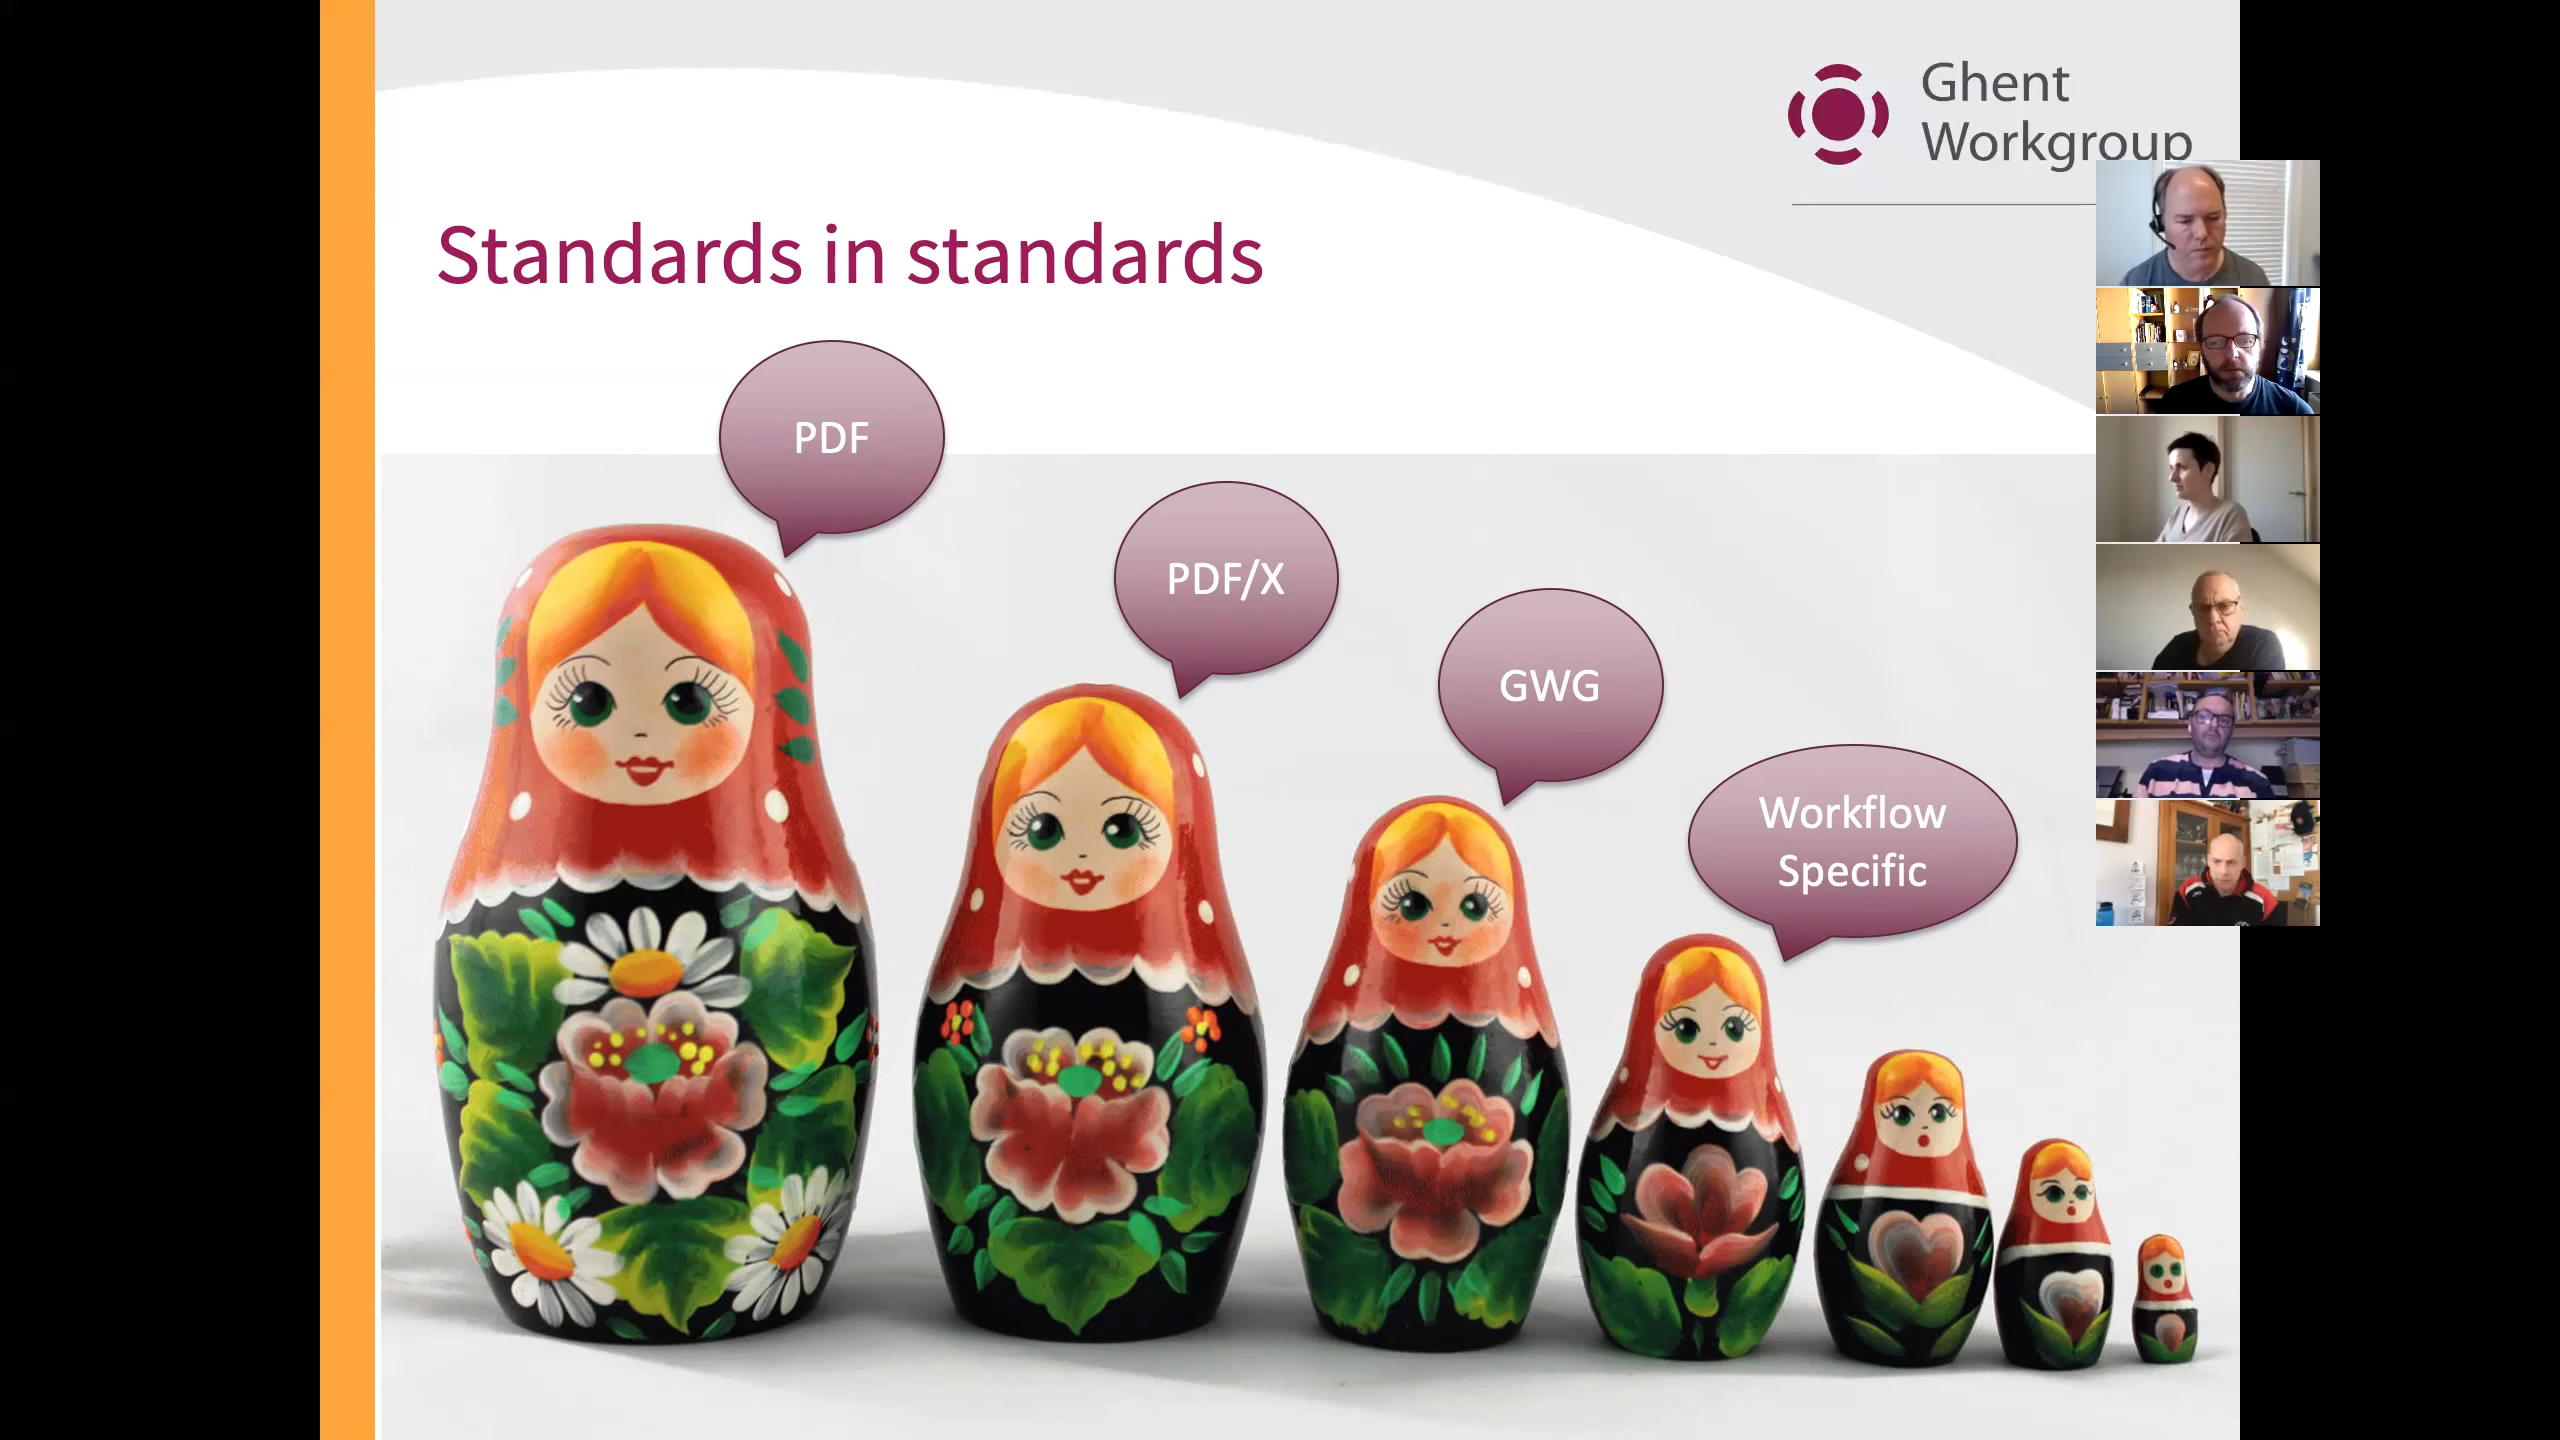 Ghent
Workgroup
Standards in standards
PDF
PDF/X
GWG
Workflow
Specific